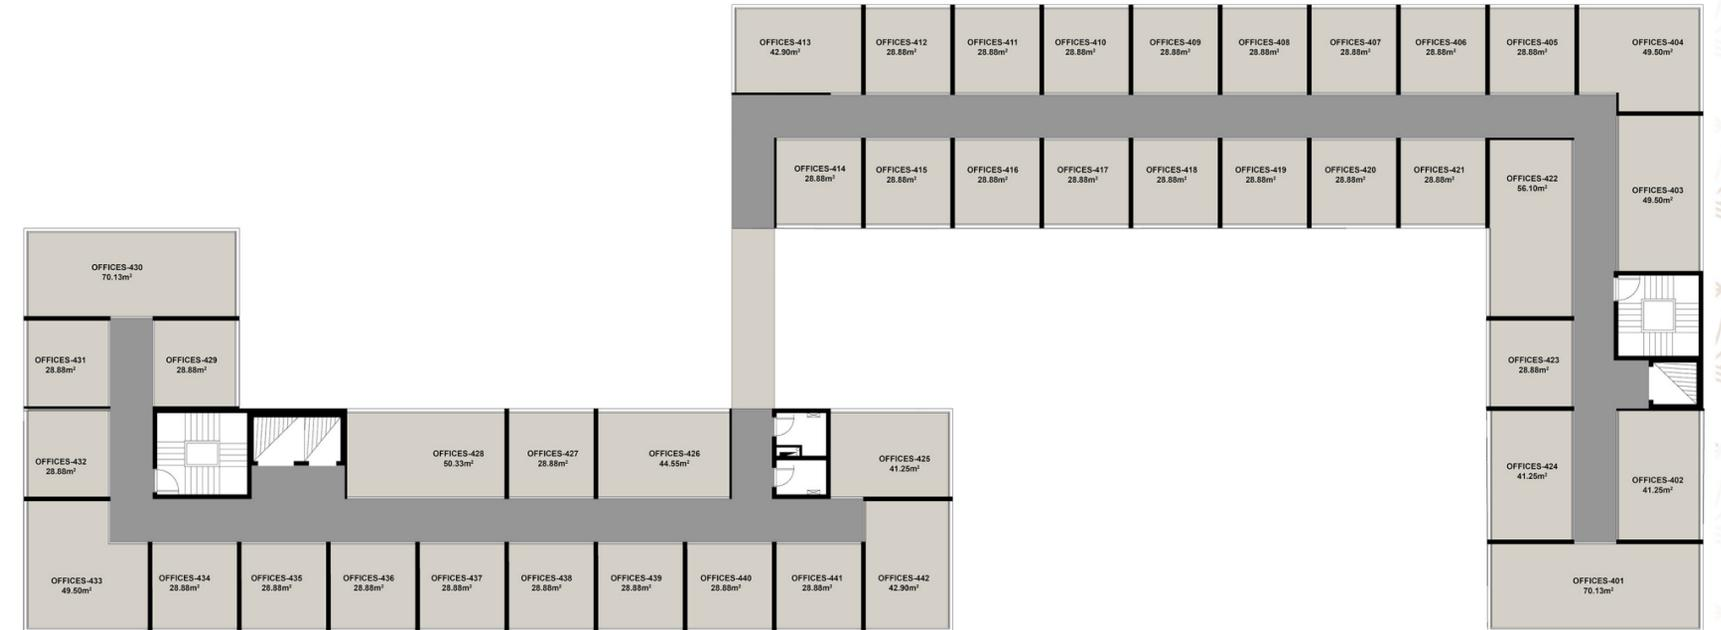 OFFICES-413
42.90m²
OFFICES-412
28.88m²
OFFICES-411
28.88m²
OFFICES-410
28.88m²
OFFICES-409
28.88m²
OFFICES-408
28.88m²
OFFICES-407
28.88m²
OFFICES-406
28.88m²
OFFICES-405
28.88m²
OFFICES-404
49.50m²
OFFICES-414
28.88m²
OFFICES-415
28.88m²
OFFICES-416
28.88m²
OFFICES-417
28.88m²
OFFICES-418
28.88m²
OFFICES-419
28.88m²
OFFICES-420
28.88m²
OFFICES-421
28.88m²
OFFICES-422
56.10m²
OFFICES-403
49.50m²
OFFICES-430
70.13m²
OFFICES-431
28.88m²
OFFICES-429
28.88m²
OFFICES-423
28.88m²
OFFICES-432
28.88m²
OFFICES-428
50.33m²
OFFICES-427
28.88m²
OFFICES-426
44.55m²
OFFICES-425
41.25m²
OFFICES-424
41.25m²
OFFICES-402
41.25m²
OFFICES-433
49.50m²
OFFICES-434
28.88m²
OFFICES-435
28.88m²
OFFICES-436
28.88m²
OFFICES-437
28.88m²
OFFICES-438
28.88m²
OFFICES-439
28.88m²
OFFICES-440
28.88m²
OFFICES-441
28.88m²
OFFICES-442
42.90m²
OFFICES-401
70.13m²